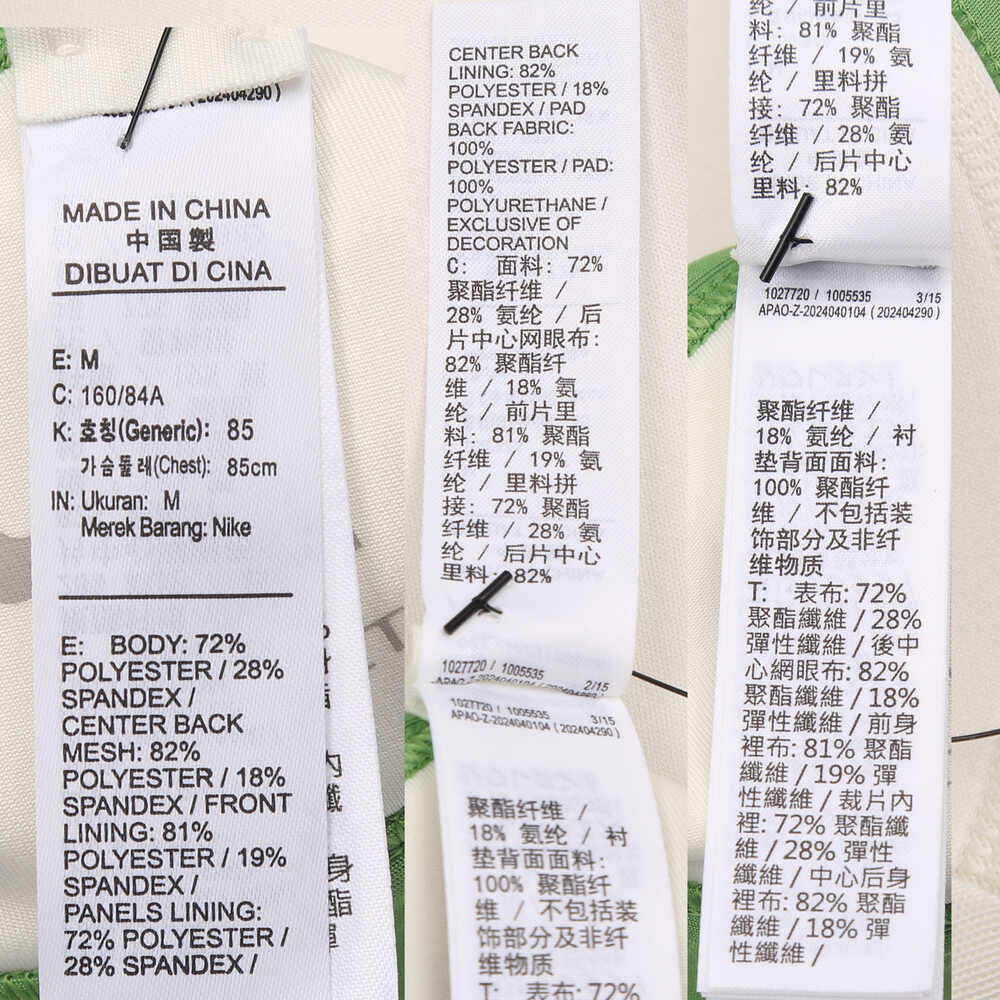 (202404290)
MADE IN CHINA
中国製
DIBUAT DI CINA
E: M
C: 160/84A
K: 호칭(Generic): 85
가슴둘레(Chest): 85cm
IN: Ukuran: M
Merek Barang: Nike
E: BODY: 72%
POLYESTER / 28%
SPANDEX /
CENTER BACK
MESH: 82%
POLYESTER / 18%
SPANDEX / FRONT
LINING: 81%
POLYESTER / 19%
SPANDEX /
PANELS LINING:
72% POLYESTER /
28% SPANDEX /
CENTER BACK
LINING: 82%
POLYESTER / 18%
SPANDEX / PAD
BACK FABRIC:
100%
POLYESTER / PAD:
100%
POLYURETHANE /
EXCLUSIVE OF
DECORATION
C: 面料: 72%
聚酯纤维 /
28% 氨纶 / 后
片中心网眼布:
82% 聚酯纤
维 / 18% 氨
纶 / 前片里
料: 81% 聚酯
纤维 / 19% 氨
纶 / 里料拼
接: 72% 聚酯
纤维 / 28% 氨
纶 / 后片中心
里料: 82%
1027720 / 1005535 2/15
1027720 / 1005535 3/15
APAO-Z-2024040104 (202404290)
聚酯纤维 /
18% 氨纶 / 衬
垫背面面料:
100% 聚酯纤
维 / 不包括装
饰部分及非纤
维物质
T: 表布: 72%
纶 / 前片里
料: 81% 聚酯
纤维 / 19% 氨
纶 / 里料拼
接: 72% 聚酯
纤维 / 28% 氨
纶 / 后片中心
里料: 82%
1027720 / 1005535 3/15
APAO-Z-2024040104 (202404290)
聚酯纤维 /
18% 氨纶 / 衬
垫背面面料:
100% 聚酯纤
维 / 不包括装
饰部分及非纤
维物质
T: 表布: 72%
聚酯纖維 / 28%
彈性纖維 / 後中
心網眼布: 82%
聚酯纖維 / 18%
彈性纖維 / 前身
裡布: 81% 聚酯
纖維 / 19% 彈
性纖維 / 裁片內
裡: 72% 聚酯纖
維 / 28% 彈性
纖維 / 中心后身
裡布: 82% 聚酯
纖維 / 18% 彈
性纖維 /